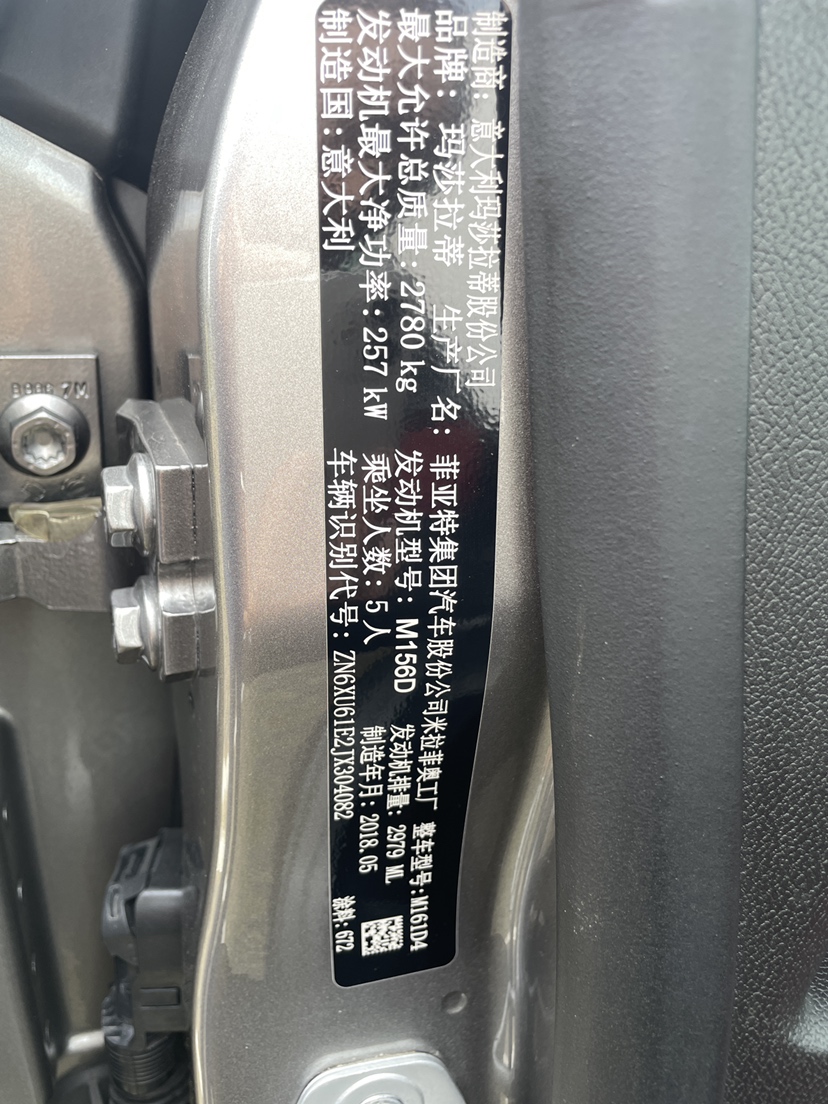 制造商：意大利玛莎拉蒂股份公司
品牌：玛莎拉蒂 生产厂名：菲亚特集团汽车股份公司米拉菲奥工厂 整车型号：M161D4
最大允许总质量：2780 kg 发动机型号：M156D 发动机排量：2979 ML
发动机最大净功率：257 kW 乘坐人数：5人 制造年月：2018.05
制造国：意大利 车辆识别代号：ZN6XU61E2JX304082 涂料：672